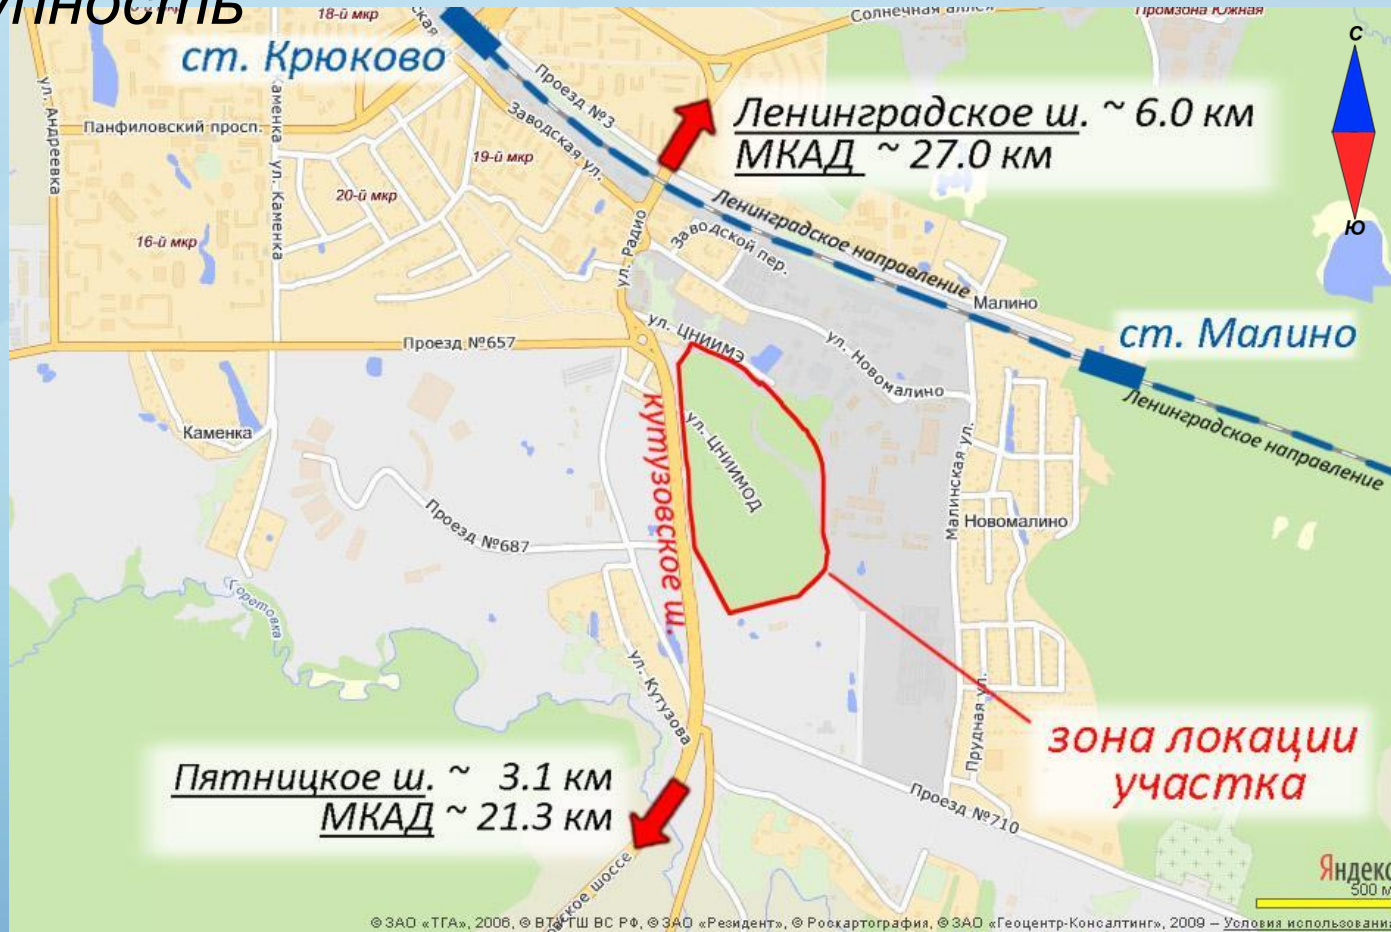 18-й мкр
Солнечная аллея
Промзона Южная
ст. Крюково
С
Ю
Проезд №3
Ленинградское ш. ~ 6.0 км
МКАД ~ 27.0 км
ул. Андреевка
Панфиловский просп.
Каменка
ул. Каменка
Заводская ул.
19-й мкр
20-й мкр
16-й мкр
ул. Радио
Заводской пер.
Ленинградское направление
Малино
ст. Малино
ул. ЦНИИМЭ
Проезд №657
ул. Новомалино
Ленинградское направление
кутузовское ш.
ул. ЦНИИМОД
Каменка
Малинская ул.
Проезд №687
Новомалино
Горетовка
ул. Кутузова
Прудная ул.
зона локации
участка
Пятницкое ш. ~ 3.1 км
МКАД ~ 21.3 км
Проезд №710
Яндекс
500 м
шоссе
© ЗАО «ТГА», 2006, © ВТУ ГШ ВС РФ, © ЗАО «Резидент», © Роскартография, © ЗАО «Геоцентр-Консалтинг», 2009 – Условия использования